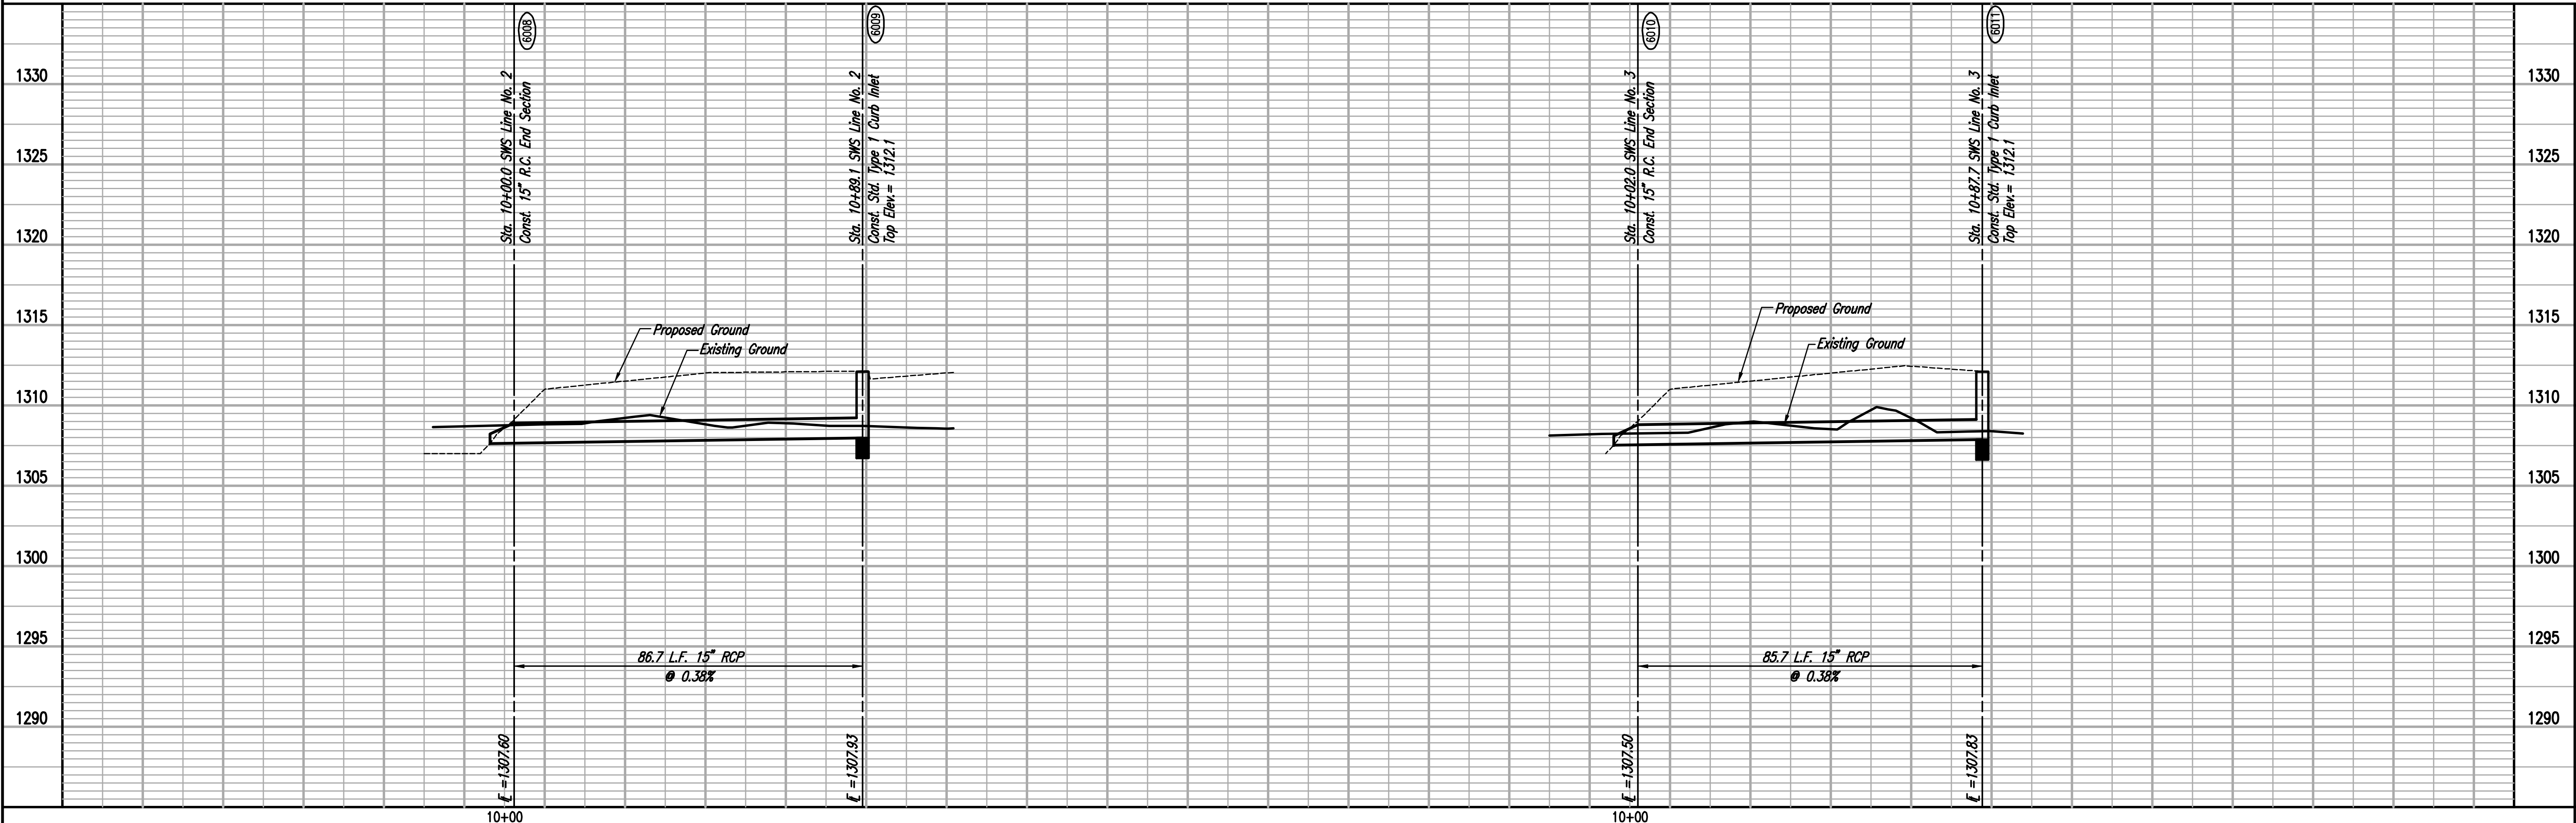 6008
Sta. 10+00.0 SWS Line No. 2
Const. 15" R.C. End Section
6009
Sta. 10+89.1 SWS Line No. 2
Const. Std. Type 1 Curb Inlet
Top Elev.= 1312.1
6010
Sta. 10+02.0 SWS Line No. 3
Const. 15" R.C. End Section
6011
Sta. 10+87.7 SWS Line No. 3
Const. Std. Type 1 Curb Inlet
Top Elev.= 1312.1
1330
1330
1325
1325
1320
1320
1315
1315
Proposed Ground
Existing Ground
Proposed Ground
Existing Ground
1310
1310
1305
1305
1300
1300
1295
1295
86.7 L.F. 15" RCP
@ 0.38%
85.7 L.F. 15" RCP
@ 0.38%
1290
1290
=1307.60
=1307.93
=1307.50
=1307.83
10+00
10+00